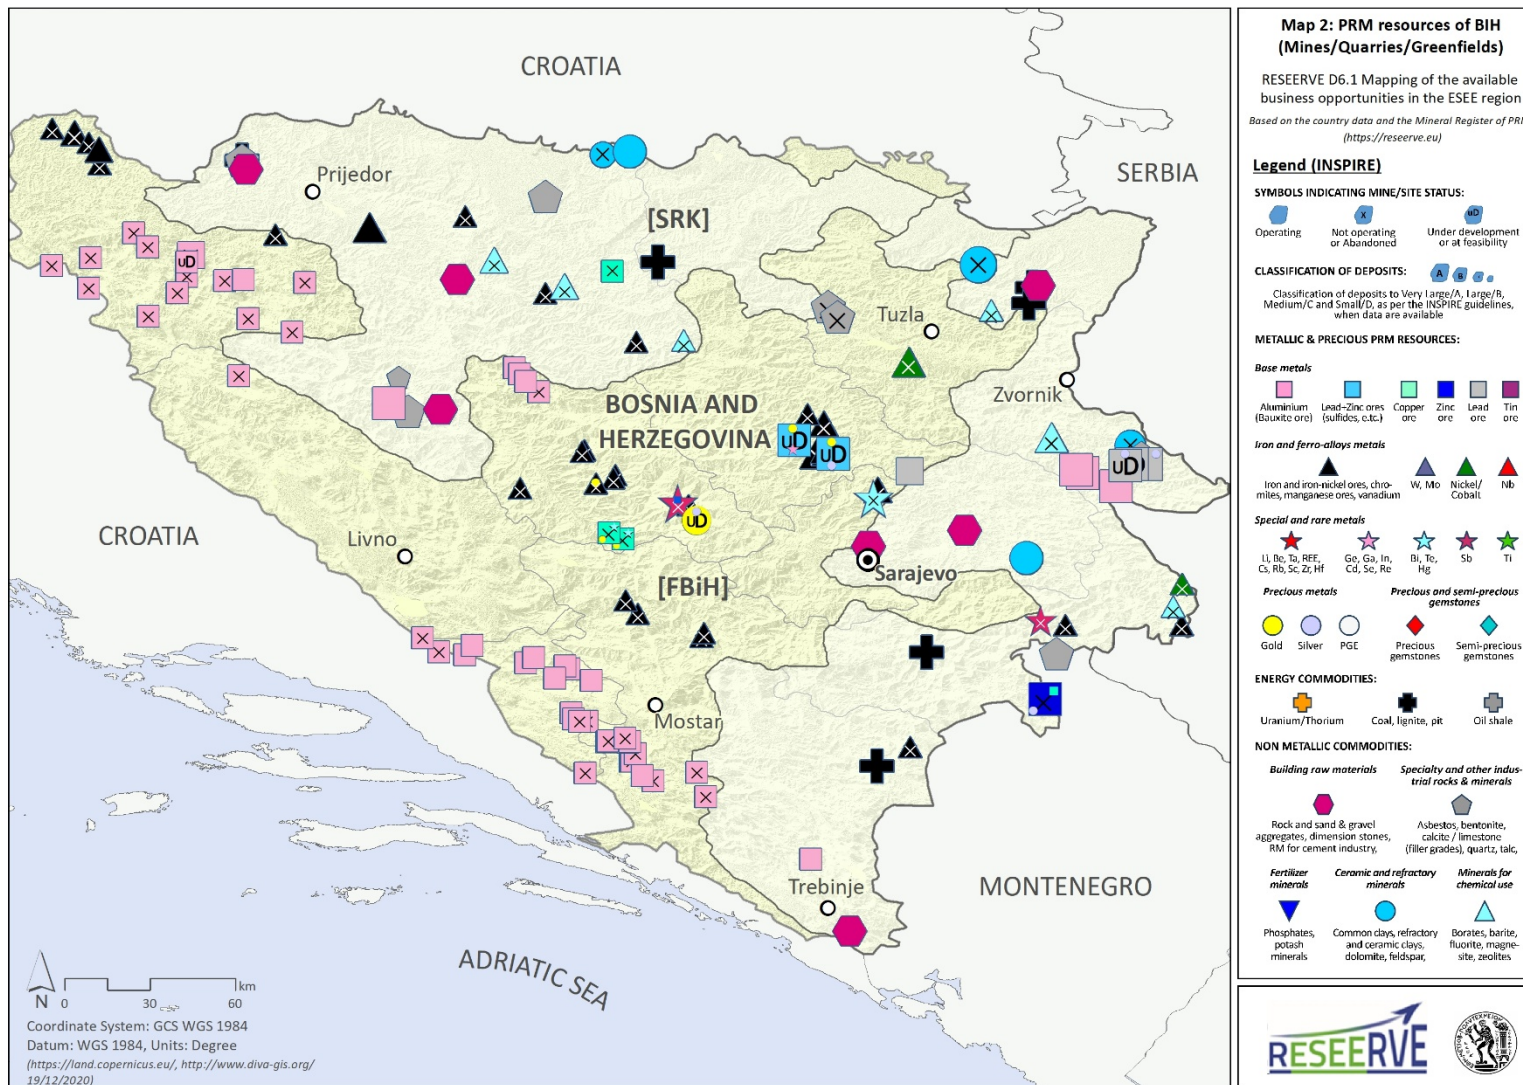 CROATIA
SERBIA
Prijedor
[SRK]
Tuzla
Zvornik
BOSNIA AND
HERZEGOVINA
uD
uD
uD
uD
uD
CROATIA
Livno
Sarajevo
[FBiH]
Mostar
Trebinje
MONTENEGRO
ADRIATIC SEA
N
km
0 30 60
Coordinate System: GCS WGS 1984
Datum: WGS 1984, Units: Degree
(https://land.copernicus.eu/, http://www.diva-gis.org/
19/12/2020)
Map 2: PRM resources of BIH
(Mines/Quarries/Greenfields)
RESEERVE D6.1 Mapping of the available
business opportunities in the ESEE region
Based on the country data and the Mineral Register of PRM
(https://reseerve.eu)
Legend (INSPIRE)
SYMBOLS INDICATING MINE/SITE STATUS:
X uD
Operating Not operating Under development
or Abandoned or at feasibility
CLASSIFICATION OF DEPOSITS: A B
Classification of deposits to Very Large/A, Large/B,
Medium/C and Small/D, as per the INSPIRE guidelines,
when data are available
METALLIC & PRECIOUS PRM RESOURCES:
Base metals
Aluminium Lead–Zinc ores Copper Zinc Lead Tin
(Bauxite ore) (sulfides, e.tc.) ore ore ore ore
Iron and ferro-alloys metals
Iron and iron-nickel ores, chro- W, Mo Nickel/ Nb
mites, manganese ores, vanadium Cobalt
Special and rare metals
Li, Be, Ta, REE, Ge, Ga, In, Bi, Te, Sb Ti
Cs, Rb, Sc, Zr, Hf Cd, Se, Re Hg
Precious metals Precious and semi-precious
gemstones
Gold Silver PGE Precious Semi-precious
gemstones gemstones
ENERGY COMMODITIES:
Uranium/Thorium Coal, lignite, pit Oil shale
NON METALLIC COMMODITIES:
Building raw materials Specialty and other indus-
trial rocks & minerals
Rock and sand & gravel Asbestos, bentonite,
aggregates, dimension stones, calcite / limestone
RM for cement industry, (filler grades), quartz, talc,
Fertilizer Ceramic and refractory Minerals for
minerals minerals chemical use
Phosphates, Common clays, refractory Borates, barite,
potash and ceramic clays, fluorite, magne-
minerals dolomite, feldspar, site, zeolites
RESEERVE